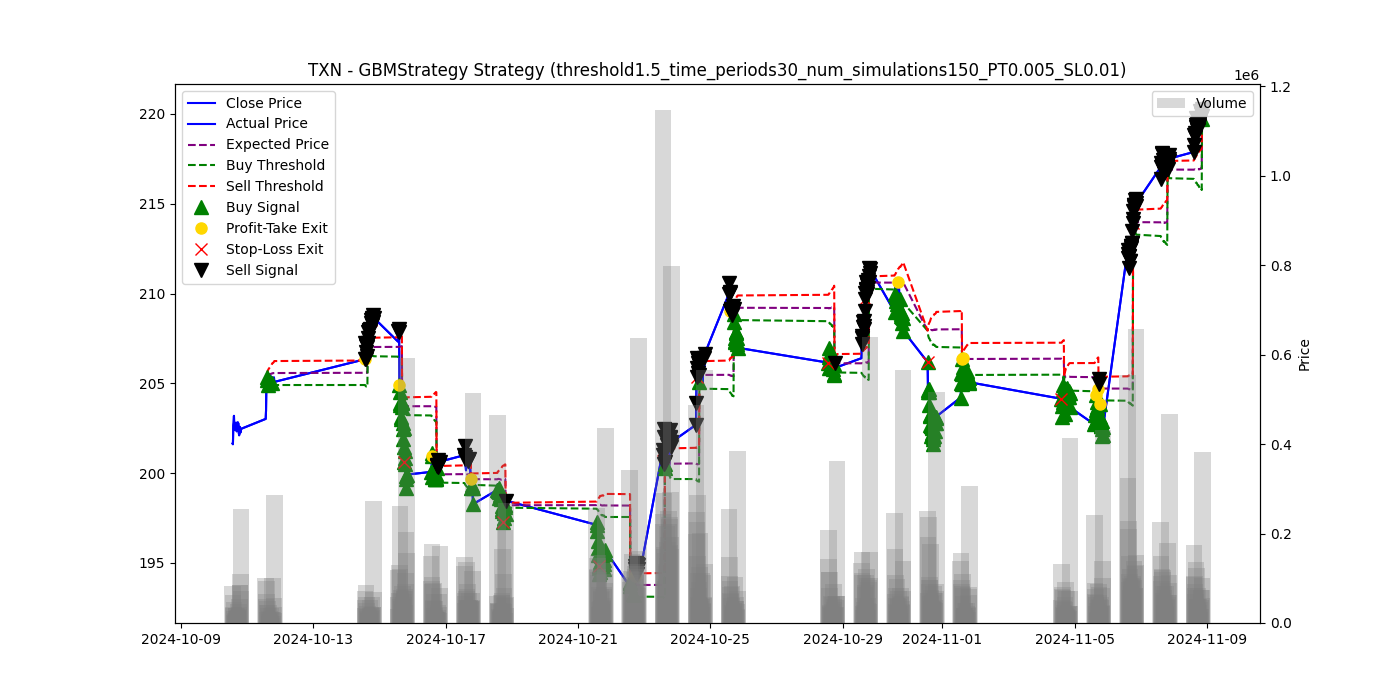 TXN - GBMStrategy Strategy (threshold1.5_time_periods30_num_simulations150_PT0.005_SL0.01)
1e6
Close Price
Actual Price
Expected Price
Buy Threshold
Sell Threshold
Buy Signal
Profit-Take Exit
Stop-Loss Exit
Sell Signal
Volume
220
215
210
205
200
195
1.2
1.0
0.8
0.6
0.4
0.2
0.0
Price
2024-10-09
2024-10-13
2024-10-17
2024-10-21
2024-10-25
2024-10-29
2024-11-01
2024-11-05
2024-11-09